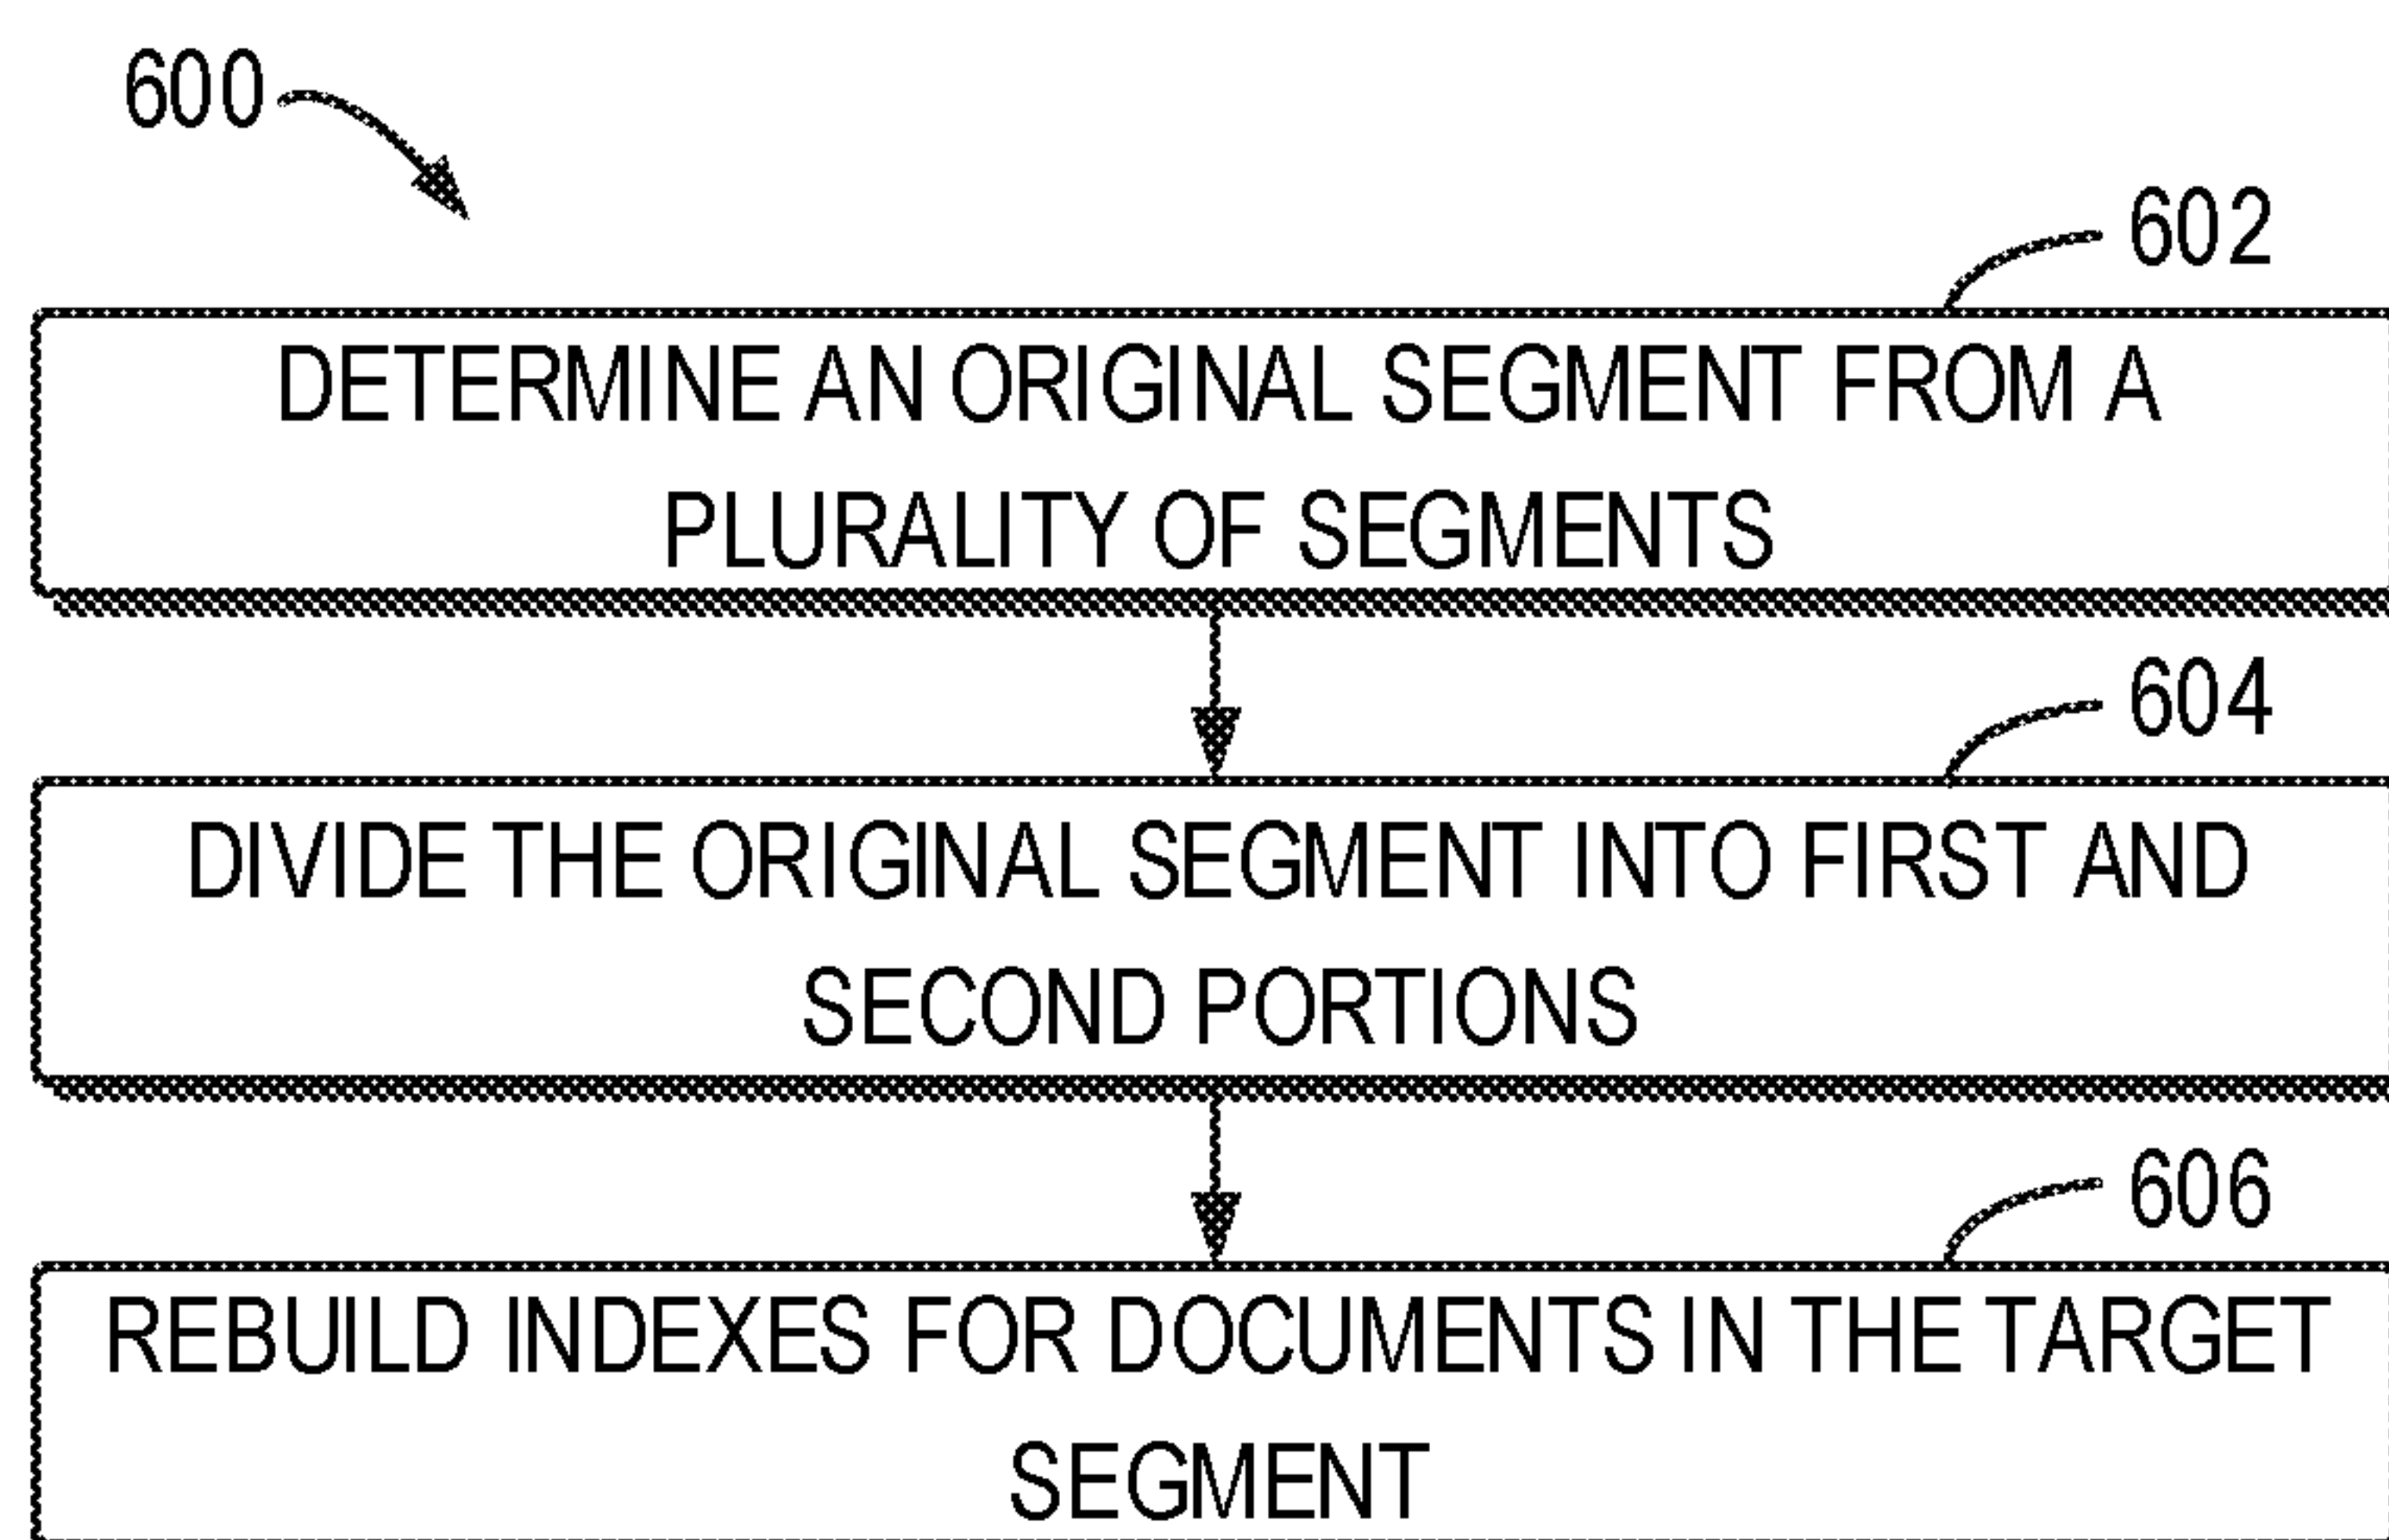 600
602
DETERMINE AN ORIGINAL SEGMENT FROM A
PLURALITY OF SEGMENTS
604
DIVIDE THE ORIGINAL SEGMENT INTO FIRST AND
SECOND PORTIONS
606
REBUILD INDEXES FOR DOCUMENTS IN THE TARGET
SEGMENT